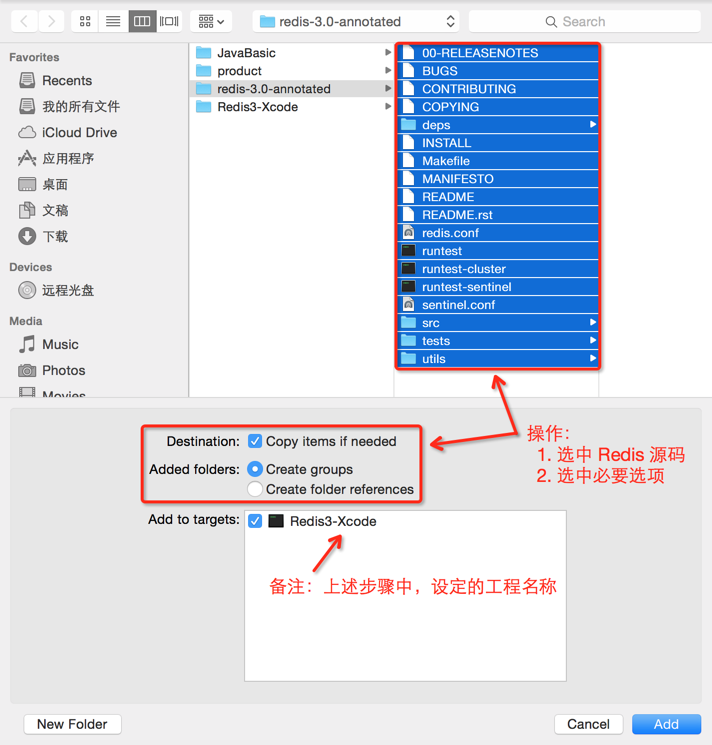 redis-3.0-annotated
Search
Favorites
Recents
我的所有文件
iCloud Drive
应用程序
桌面
文稿
下载
Devices
远程光盘
Media
Music
Photos
Movies
JavaBasic
product
redis-3.0-annotated
Redis3-Xcode
00-RELEASENOTES
BUGS
CONTRIBUTING
COPYING
deps
INSTALL
Makefile
MANIFESTO
README
README.rst
redis.conf
runtest
runtest-cluster
runtest-sentinel
sentinel.conf
src
tests
utils
Destination: Copy items if needed
Added folders: Create groups
Create folder references
操作:
1. 选中 Redis 源码
2. 选中必要选项
Add to targets: Redis3-Xcode
备注：上述步骤中，设定的工程名称
New Folder
Cancel
Add